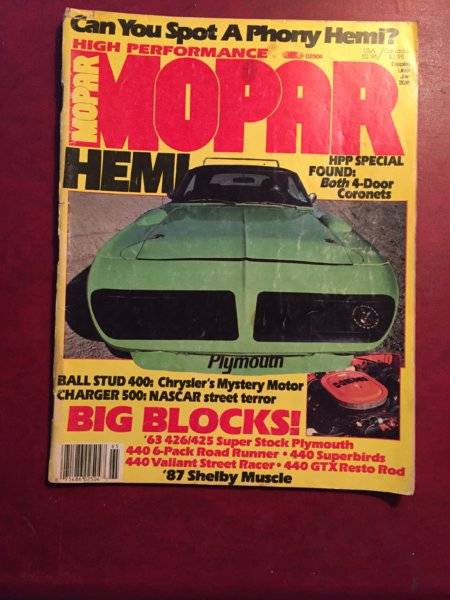 Can You Spot A Phony Hemi?
HIGH PERFORMANCE
02906
MOPAR
MOPAR
HEMI
HPP SPECIAL
FOUND:
Both 4-Door
Coronets
Plymouth
BALL STUD 400: Chrysler's Mystery Motor
CHARGER 500: NASCAR street terror
BIG BLOCKS!
'63 426/425 Super Stock Plymouth
440 6-Pack Road Runner • 440 Superbirds
440 Valiant Street Racer • 440 GTX Resto Rod
'87 Shelby Muscle